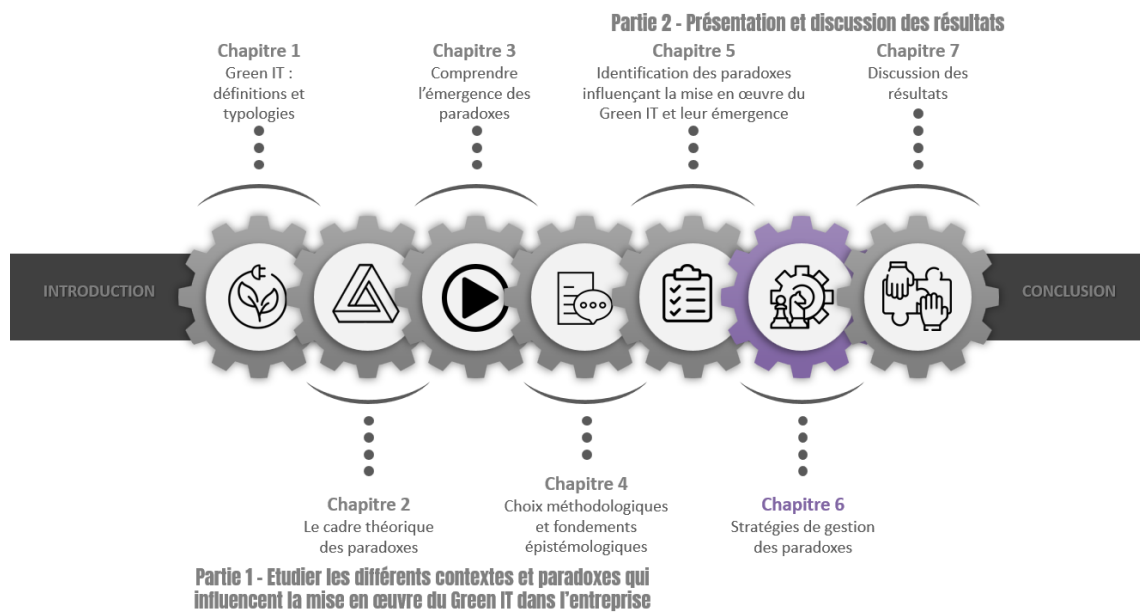 Partie 2 - Présentation et discussion des résultats
Chapitre 1
Green IT :
définitions et
typologies
Chapitre 3
Comprendre
l'émergence des
paradoxes
Chapitre 5
Identification des paradoxes
influençant la mise en œuvre du
Green IT et leur émergence
Chapitre 7
Discussion des
résultats
INTRODUCTION
CONCLUSION
Chapitre 2
Le cadre théorique
des paradoxes
Chapitre 4
Choix méthodologiques
et fondements
épistémologiques
Chapitre 6
Stratégies de gestion
des paradoxes
Partie 1 - Etudier les différents contextes et paradoxes qui
influencent la mise en œuvre du Green IT dans l'entreprise